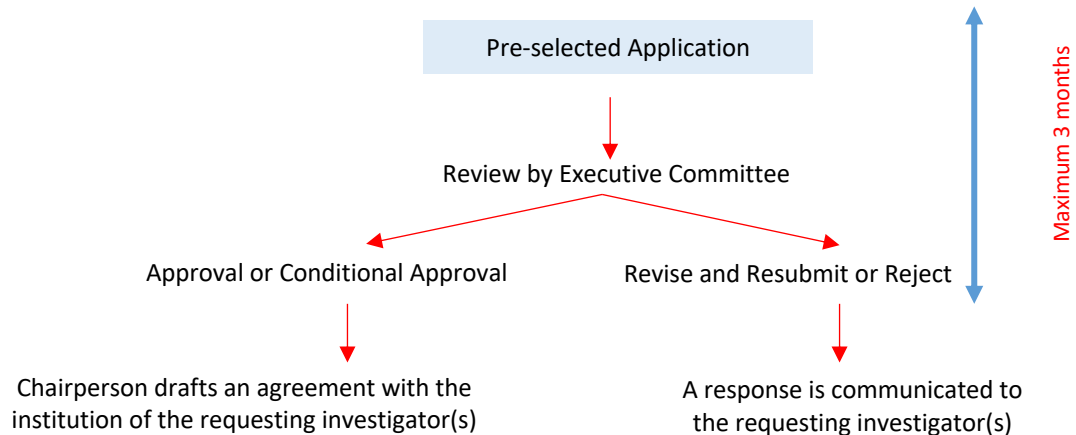 Pre-selected Application
Maximum 3 months
Review by Executive Committee
Approval or Conditional Approval
Revise and Resubmit or Reject
Chairperson drafts an agreement with the
institution of the requesting investigator(s)
A response is communicated to
the requesting investigator(s)